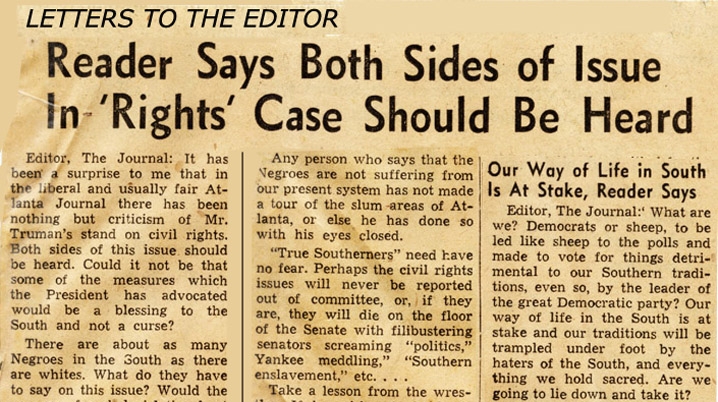 LETTERS TO THE EDITOR
Reader Says Both Sides of Issue
In 'Rights' Case Should Be Heard
Editor, The Journal: It has
been a surprise to me that in
the liberal and usually fair At-
lanta Journal there has been
nothing but criticism of Mr.
Truman's stand on civil rights.
Both sides of this issue should
be heard. Could it not be that
some of the measures which
the President has advocated
would be a blessing to the
South and not a curse?
There are about as many
Negroes in the South as there
are whites. What do they have
to say on this issue? Would the
Any person who says that the
Negroes are not suffering from
our present system has not made
a tour of the slum areas of At-
lanta, or else he has done so
with his eyes closed.
"True Southerners" need have
no fear. Perhaps the civil rights
issues will never be reported
out of committee, or, if they
are, they will die on the floor
of the Senate with filibustering
senators screaming "politics,"
Yankee meddling," "Southern
enslavement," etc. . . .
Take a lesson from the wres-
Our Way of Life in South
Is At Stake, Reader Says
Editor, The Journal: What are
we? Democrats or sheep, to be
led like sheep to the polls and
made to vote for things detri-
mental to our Southern tradi-
tions, even so, by the leader of
the great Democratic party? Our
way of life in the South is at
stake and our traditions will be
trampled under foot by the
haters of the South, and every-
thing we hold sacred. Are we
going to lie down and take it?